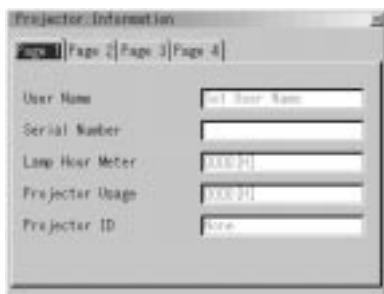 Projector Information
Page 1 Page 2 Page 3 Page 4
User Name
Serial Number
Lamp Hour Meter
Projector Usage
Projector ID None